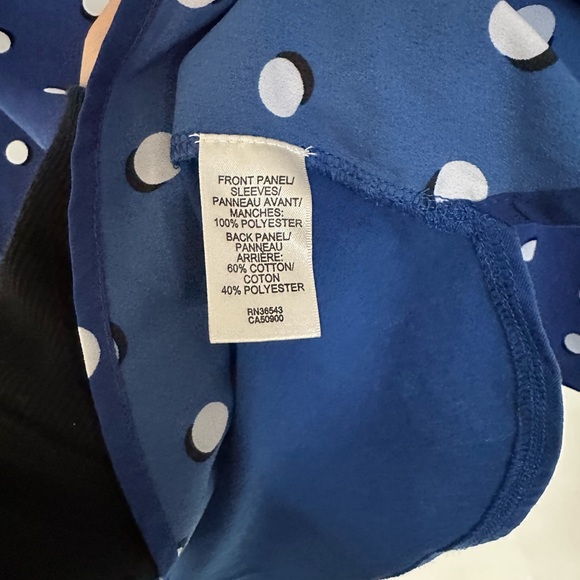 FRONT PANEL/
SLEEVES/
PANNEAU AVANT/
MANCHES:
100% POLYESTER
BACK PANEL/
PANNEAU
ARRIÈRE:
60% COTTON/
COTON
40% POLYESTER
RN36543
CA50900